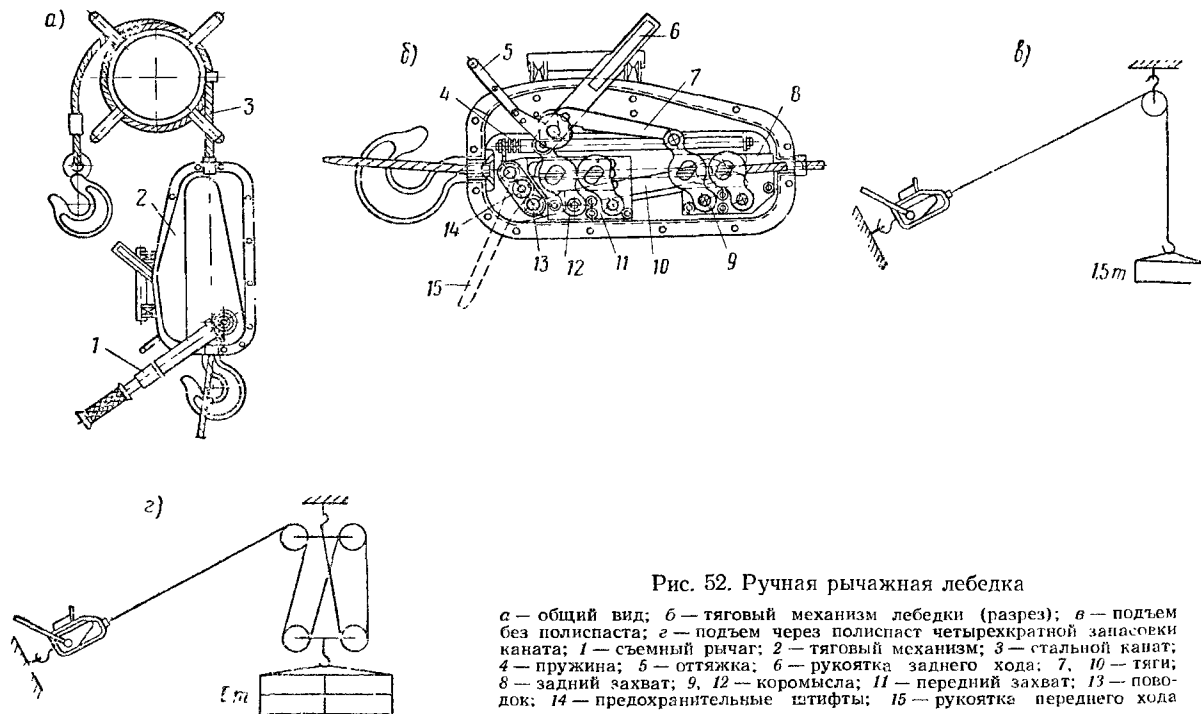 а)
3
2
1
б)
5
6
7
8
4
14
13
12
11
10
9
15
в)
1,5 т
г)
т
Рис. 52. Ручная рычажная лебедка
а — общий вид; б — тяговый механизм лебедки (разрез); в — подъем
без полиспаста; г — подъем через полиспаст четырехкратной запасовки
каната; 1 — съемный рычаг; 2 — тяговый механизм; 3 — стальной канат;
4 — пружина; 5 — оттяжка; 6 — рукоятка заднего хода; 7, 10 — тяги;
8 — задний захват; 9, 12 — коромысла; 11 — передний захват; 13 — пово-
док; 14 — предохранительные штифты; 15 — рукоятка переднего хода